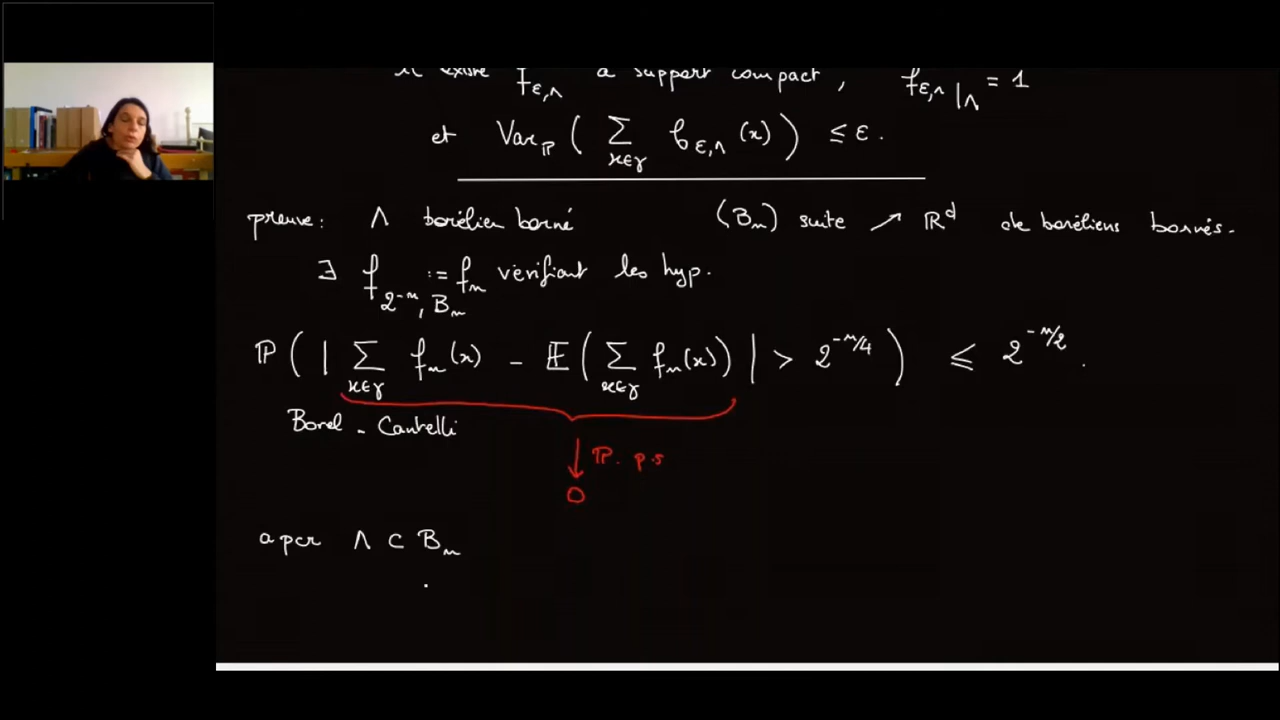 il existe f_{ε,Λ} à support compact, f_{ε,Λ}|_Λ = 1
et Var_ℙ ( ∑_{x∈γ} f_{ε,Λ}(x) ) ≤ ε.
preuve: Λ borélien borné (B_n) suite ↗ ℝ^d de boréliens bornés.
∃ f_{2^{-n}, B_n} := f_n vérifiant les hyp.
ℙ ( | ∑_{x∈γ} f_n(x) - 𝔼 ( ∑_{x∈γ} f_n(x) ) | > 2^{-n/4} ) ≤ 2^{-n/2}.
Borel - Cantelli
↓ ℙ. p.s
0
apcr Λ ⊂ B_n